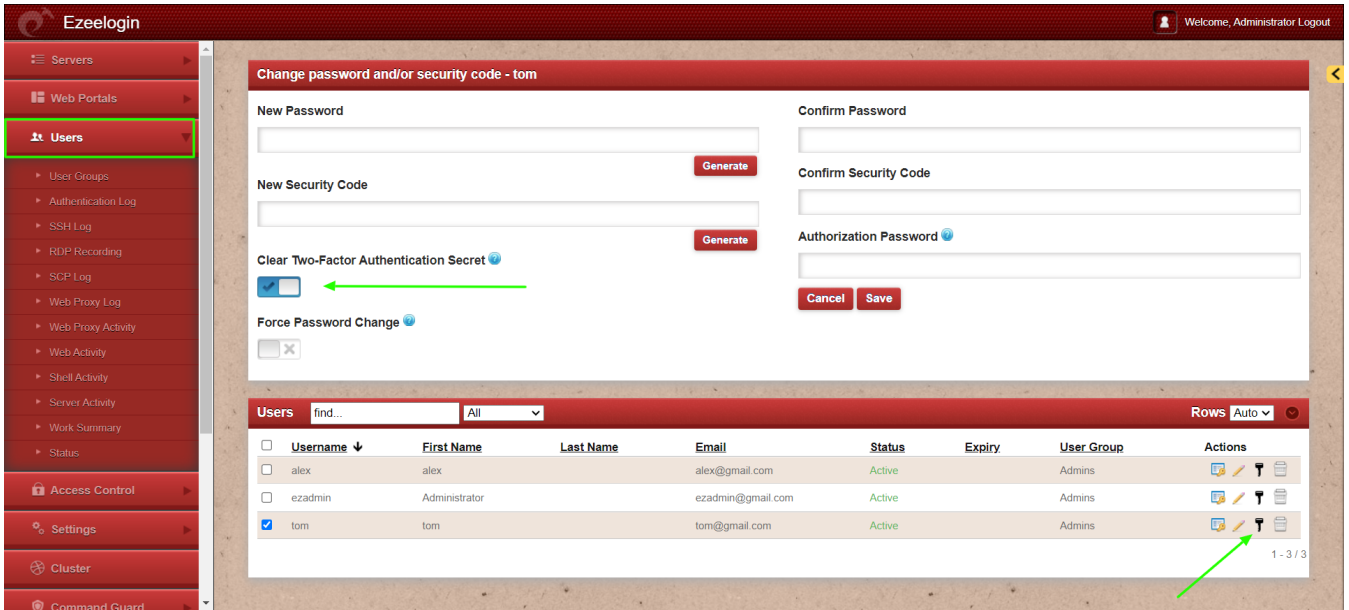 Ezeelogin
Welcome, Administrator Logout
Servers
Web Portals
Users
User Groups
Authentication Log
SSH Log
RDP Recording
SCP Log
Web Proxy Log
Web Proxy Activity
Web Activity
Shell Activity
Server Activity
Work Summary
Status
Access Control
Settings
Cluster
Command Guard
Change password and/or security code - tom
New Password
Generate
New Security Code
Generate
Clear Two-Factor Authentication Secret ?
Force Password Change ?
Confirm Password
Confirm Security Code
Authorization Password ?
Cancel Save
Users find... All Rows Auto
Username First Name Last Name Email Status Expiry User Group Actions
alex alex alex@gmail.com Active Admins
ezadmin Administrator ezadmin@gmail.com Active Admins
tom tom tom@gmail.com Active Admins
1 - 3 / 3